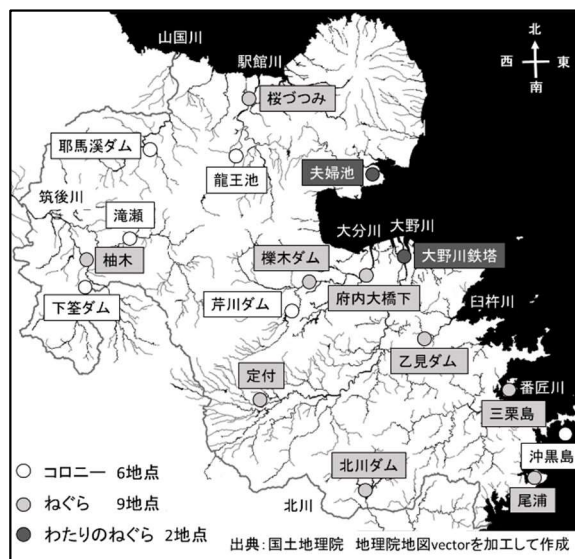 北
西 東
南
山国川
駅館川
桜づつみ
耶馬溪ダム
龍王池
夫婦池
筑後川
滝瀬
大分川
大野川
柚木
櫟木ダム
大野川鉄塔
下筌ダム
芹川ダム
府内大橋下
臼杵川
乙見ダム
定付
番匠川
三栗島
沖黒島
北川ダム
尾浦
北川
コロニー 6地点
ねぐら 9地点
わたりのねぐら 2地点
出典:国土地理院 地理院地図vectorを加工して作成